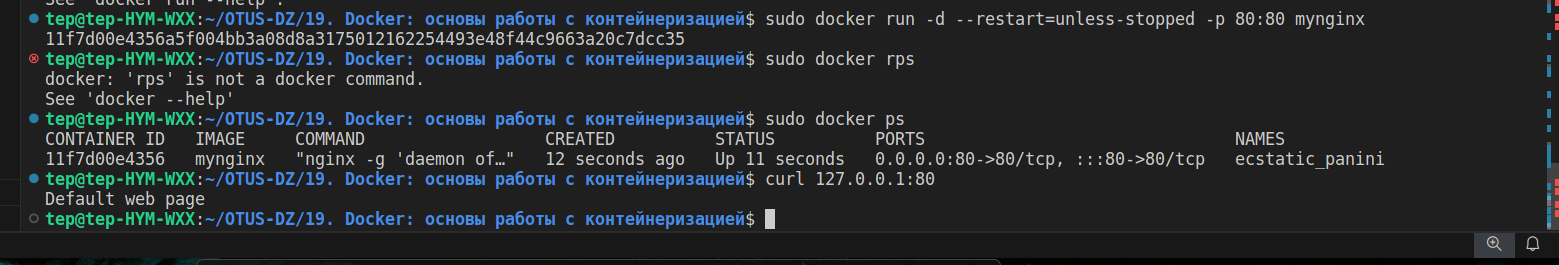 See 'docker run --help'.
tep@tep-HYM-WXX:~/OTUS-DZ/19. Docker: основы работы с контейнеризацией$ sudo docker run -d --restart=unless-stopped -p 80:80 mynginx
11f7d00e4356a5f004bb3a08d8a3175012162254493e48f44c9663a20c7dcc35
tep@tep-HYM-WXX:~/OTUS-DZ/19. Docker: основы работы с контейнеризацией$ sudo docker rps
docker: 'rps' is not a docker command.
See 'docker --help'
tep@tep-HYM-WXX:~/OTUS-DZ/19. Docker: основы работы с контейнеризацией$ sudo docker ps
CONTAINER ID   IMAGE     COMMAND                  CREATED          STATUS          PORTS                               NAMES
11f7d00e4356   mynginx   "nginx -g 'daemon of…"   12 seconds ago   Up 11 seconds   0.0.0.0:80->80/tcp, :::80->80/tcp   ecstatic_panini
tep@tep-HYM-WXX:~/OTUS-DZ/19. Docker: основы работы с контейнеризацией$ curl 127.0.0.1:80
Default web page
tep@tep-HYM-WXX:~/OTUS-DZ/19. Docker: основы работы с контейнеризацией$